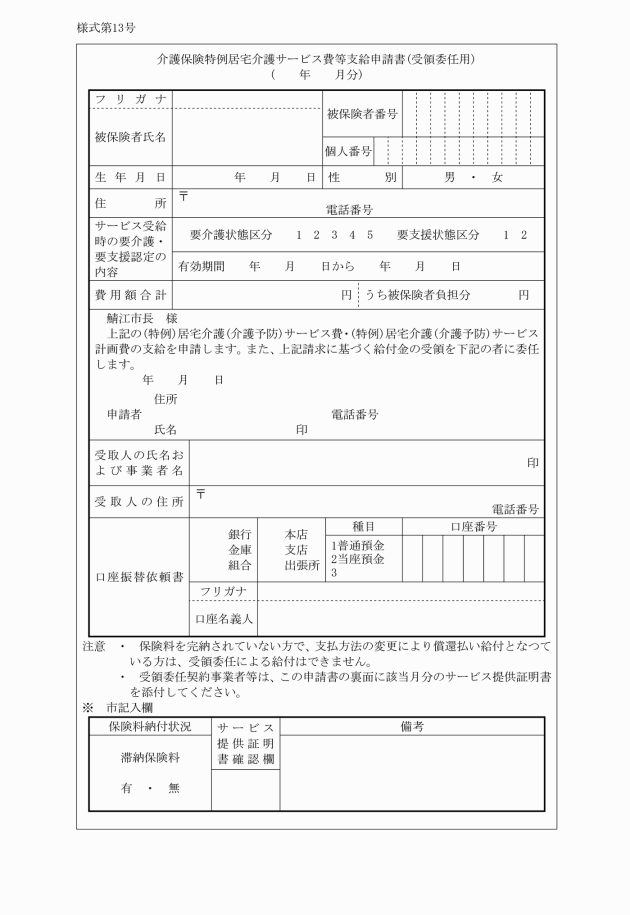 様式第13号
介護保険特例居宅介護サービス費等支給申請書(受領委任用)
(　　年　　月分)
フリガナ
被保険者氏名
被保険者番号
個人番号
生年月日　　年　　月　　日　性別　男　・　女
住所　〒
電話番号
サービス受給
時の要介護・
要支援認定の
内容
要介護状態区分　1　2　3　4　5　要支援状態区分　1　2
有効期間　　年　　月　　日から　　年　　月　　日
費用額合計　　円　うち被保険者負担分　　円
鯖江市長　様
上記の(特例)居宅介護(介護予防)サービス費・(特例)居宅介護(介護予防)サービス
計画費の支給を申請します。また、上記請求に基づく給付金の受領を下記の者に委任
します。
年　　月　　日
住所
申請者　　電話番号
氏名　　印
受取人の氏名お
よび事業者名
印
受取人の住所　〒
電話番号
口座振替依頼書
銀行
金庫
組合
本店
支店
出張所
種目
1普通預金
2当座預金
3
口座番号
フリガナ
口座名義人
注意　・　保険料を完納されていない方で、支払方法の変更により償還払い給付となつて
いる方は、受領委任による給付はできません。
・　受領委任契約事業者等は、この申請書の裏面に該当月分のサービス提供証明書
を添付してください。
※　市記入欄
保険料納付状況
滞納保険料
有　・　無
サービス
提供証明
書確認欄
備考